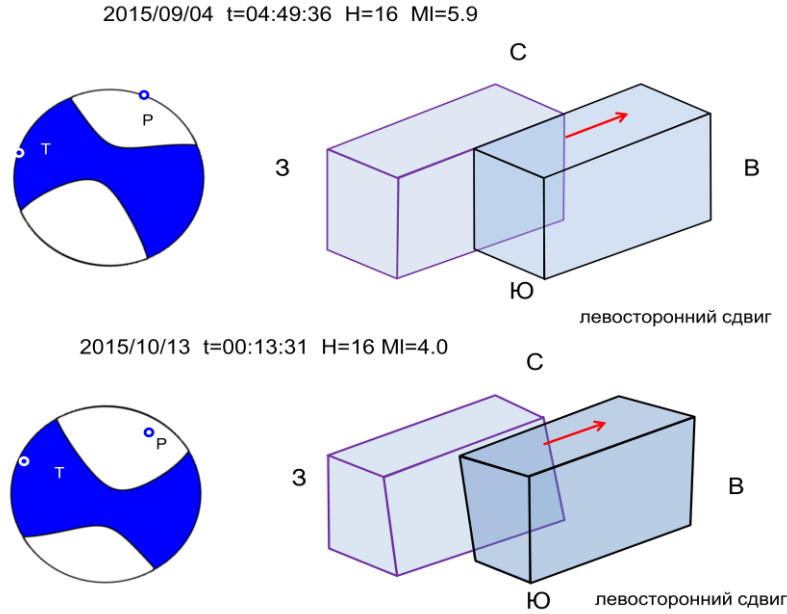 2015/09/04 t=04:49:36 H=16 Ml=5.9
С
P
T
З
В
Ю
левосторонний сдвиг
2015/10/13 t=00:13:31 H=16 Ml=4.0
С
P
T
З
В
Ю
левосторонний сдвиг